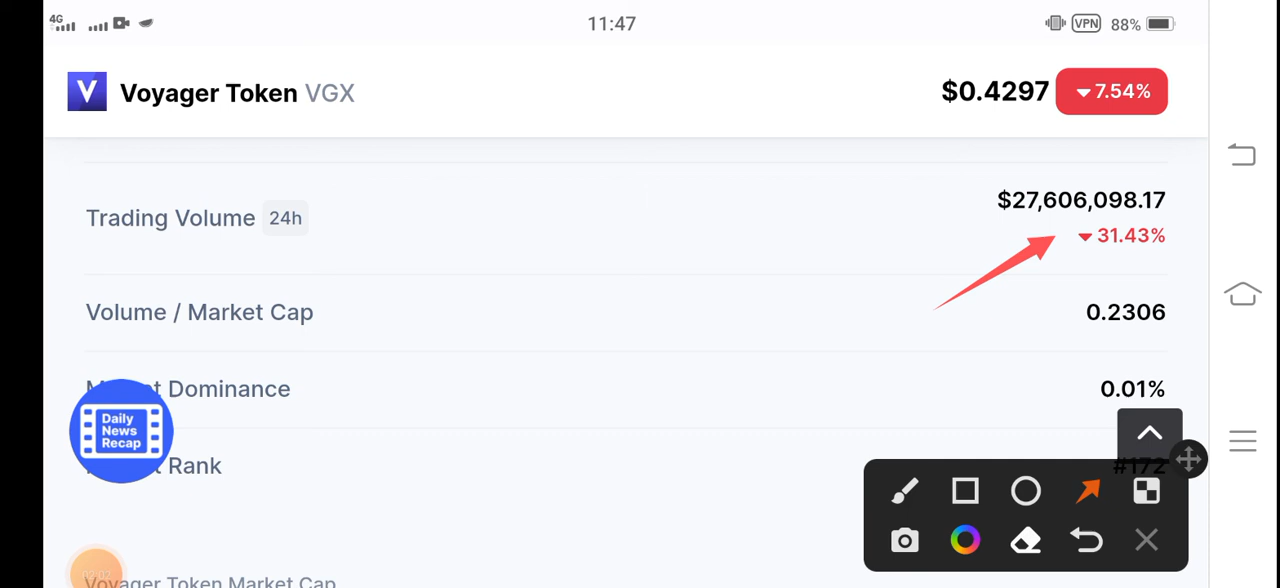 4G
11:47
VPN 88%
V Voyager Token VGX
$0.4297 7.54%
$27,606,098.17
Trading Volume 24h
31.43%
Volume / Market Cap 0.2306
Dominance 0.01%
Daily
News
Recap
Rank #172
02:02
Voyager Token Market Cap